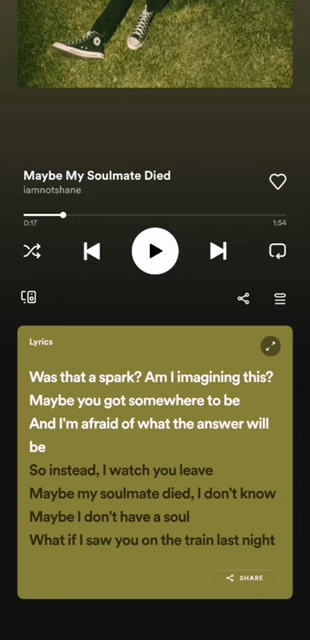 Maybe My Soulmate Died
iamnotshane
0:17 1:54
Lyrics
Was that a spark? Am I imagining this?
Maybe you got somewhere to be
And I'm afraid of what the answer will
be
So instead, I watch you leave
Maybe my soulmate died, I don't know
Maybe I don't have a soul
What if I saw you on the train last night
SHARE